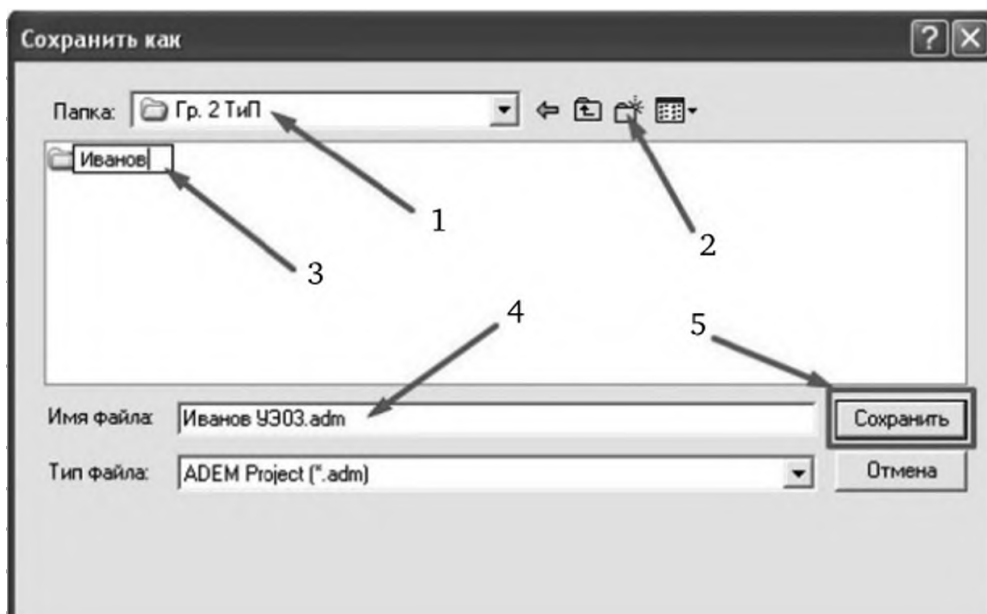 Сохранить как
Папка: Гр. 2 ТиП
Иванов
1
2
3
4
5
Имя файла: Иванов УЭ03.adm Сохранить
Тип файла: ADEM Project (*.adm) Отмена